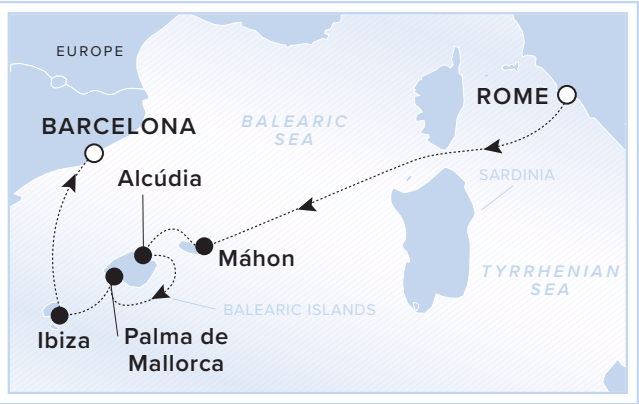 EUROPE
ROME
BARCELONA
BALEARIC
SEA
Alcúdia
SARDINIA
Máhon
TYRRHENIAN
SEA
BALEARIC ISLANDS
Ibiza
Palma de
Mallorca